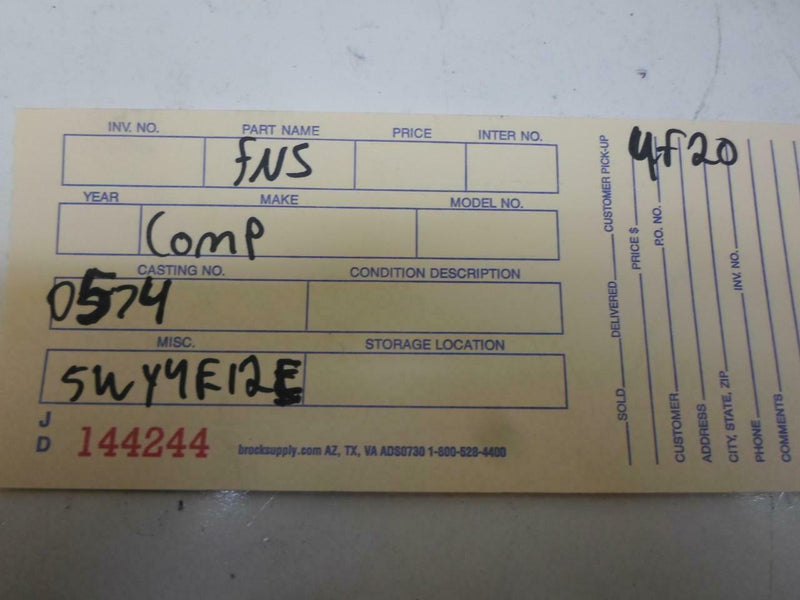 INV. NO. PART NAME PRICE INTER NO.
FNS
YEAR MAKE MODEL NO.
Comp
CASTING NO. CONDITION DESCRIPTION
0574
MISC. STORAGE LOCATION
5WY4E12E
JD 144244 brocksupply.com AZ, TX, VA ADS0730 1-800-528-4400
4F20
SOLD DELIVERED CUSTOMER PICK-UP
PRICE $
P.O. NO.
CUSTOMER
ADDRESS
CITY, STATE, ZIP INV. NO.
PHONE
COMMENTS